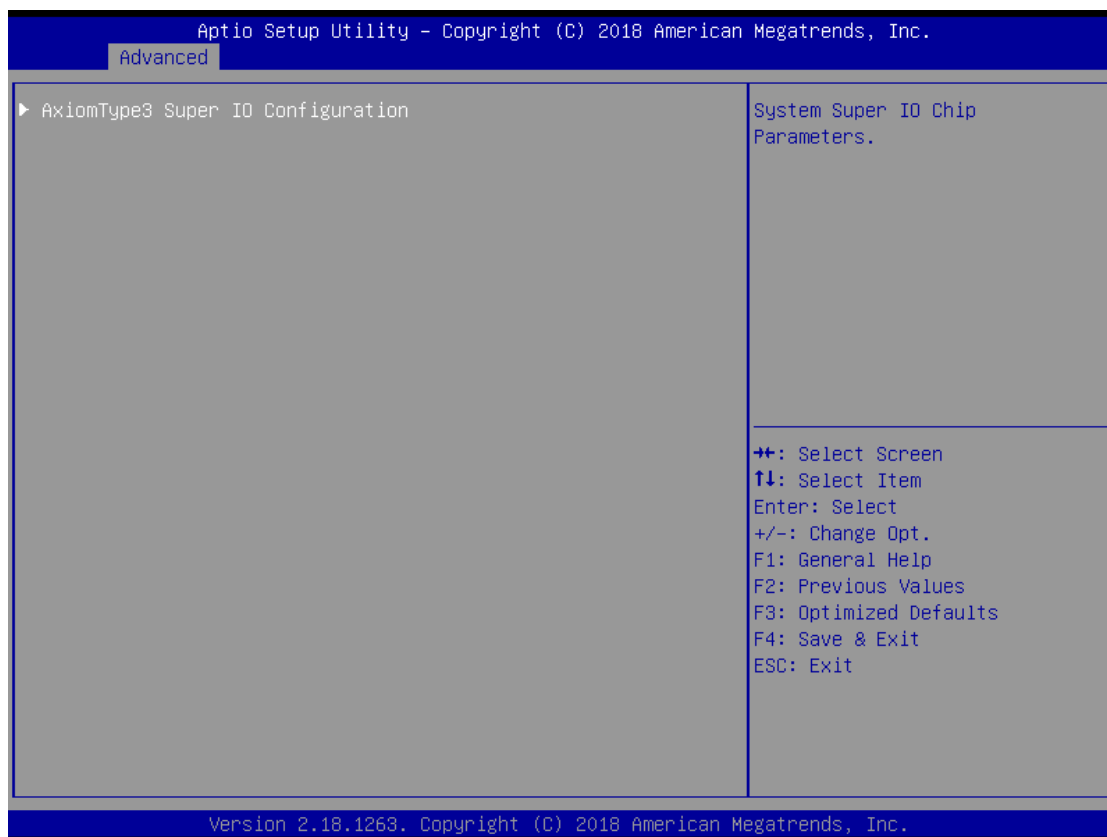 Aptio Setup Utility – Copyright (C) 2018 American Megatrends, Inc.
Advanced
▶ AxiomType3 Super IO Configuration
System Super IO Chip
Parameters.
→←: Select Screen
↑↓: Select Item
Enter: Select
+/-: Change Opt.
F1: General Help
F2: Previous Values
F3: Optimized Defaults
F4: Save & Exit
ESC: Exit
Version 2.18.1263. Copyright (C) 2018 American Megatrends, Inc.